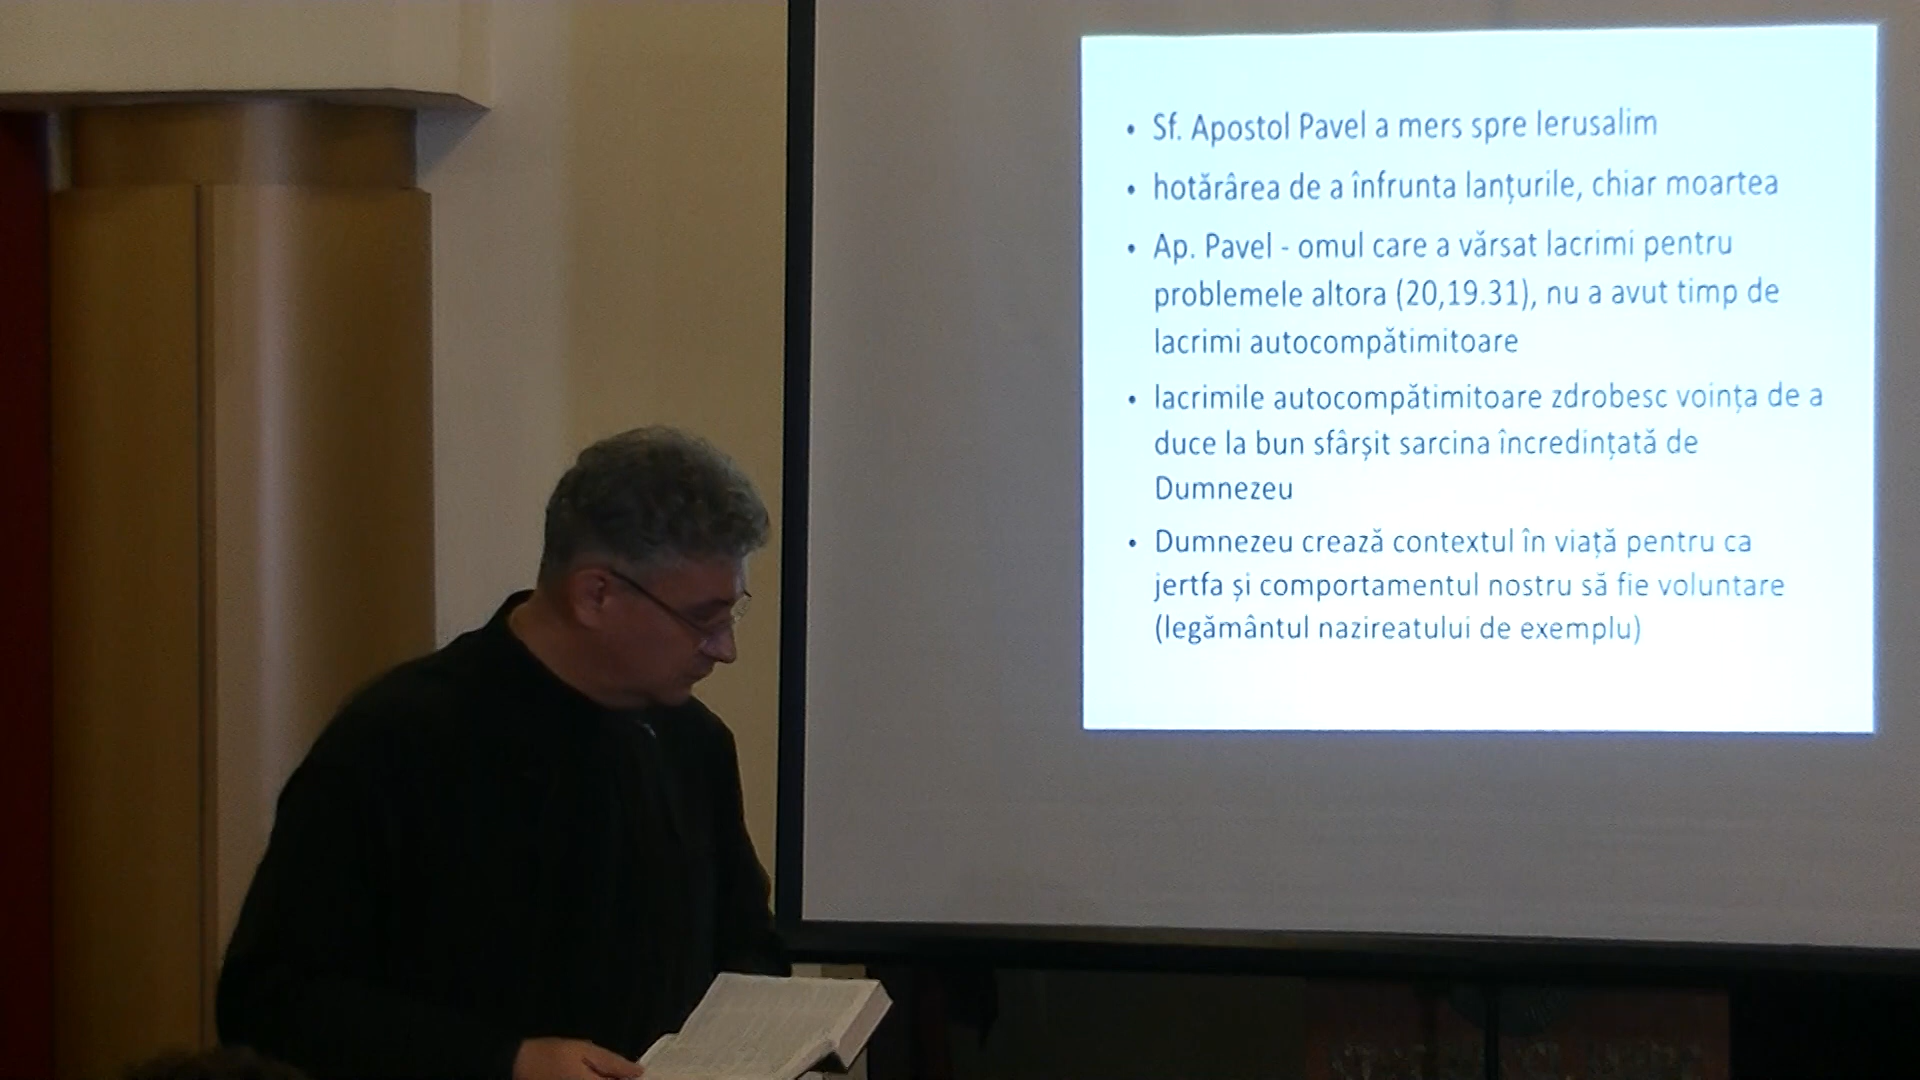 • Sf. Apostol Pavel a mers spre Ierusalim
• hotărârea de a înfrunta lanțurile, chiar moartea
• Ap. Pavel - omul care a vărsat lacrimi pentru
problemele altora (20,19.31), nu a avut timp de
lacrimi autocompătimitoare
• lacrimile autocompătimitoare zdrobesc voința de a
duce la bun sfârșit sarcina încredințată de
Dumnezeu
• Dumnezeu crează contextul în viață pentru ca
jertfa și comportamentul nostru să fie voluntare
(legământul nazireatului de exemplu)